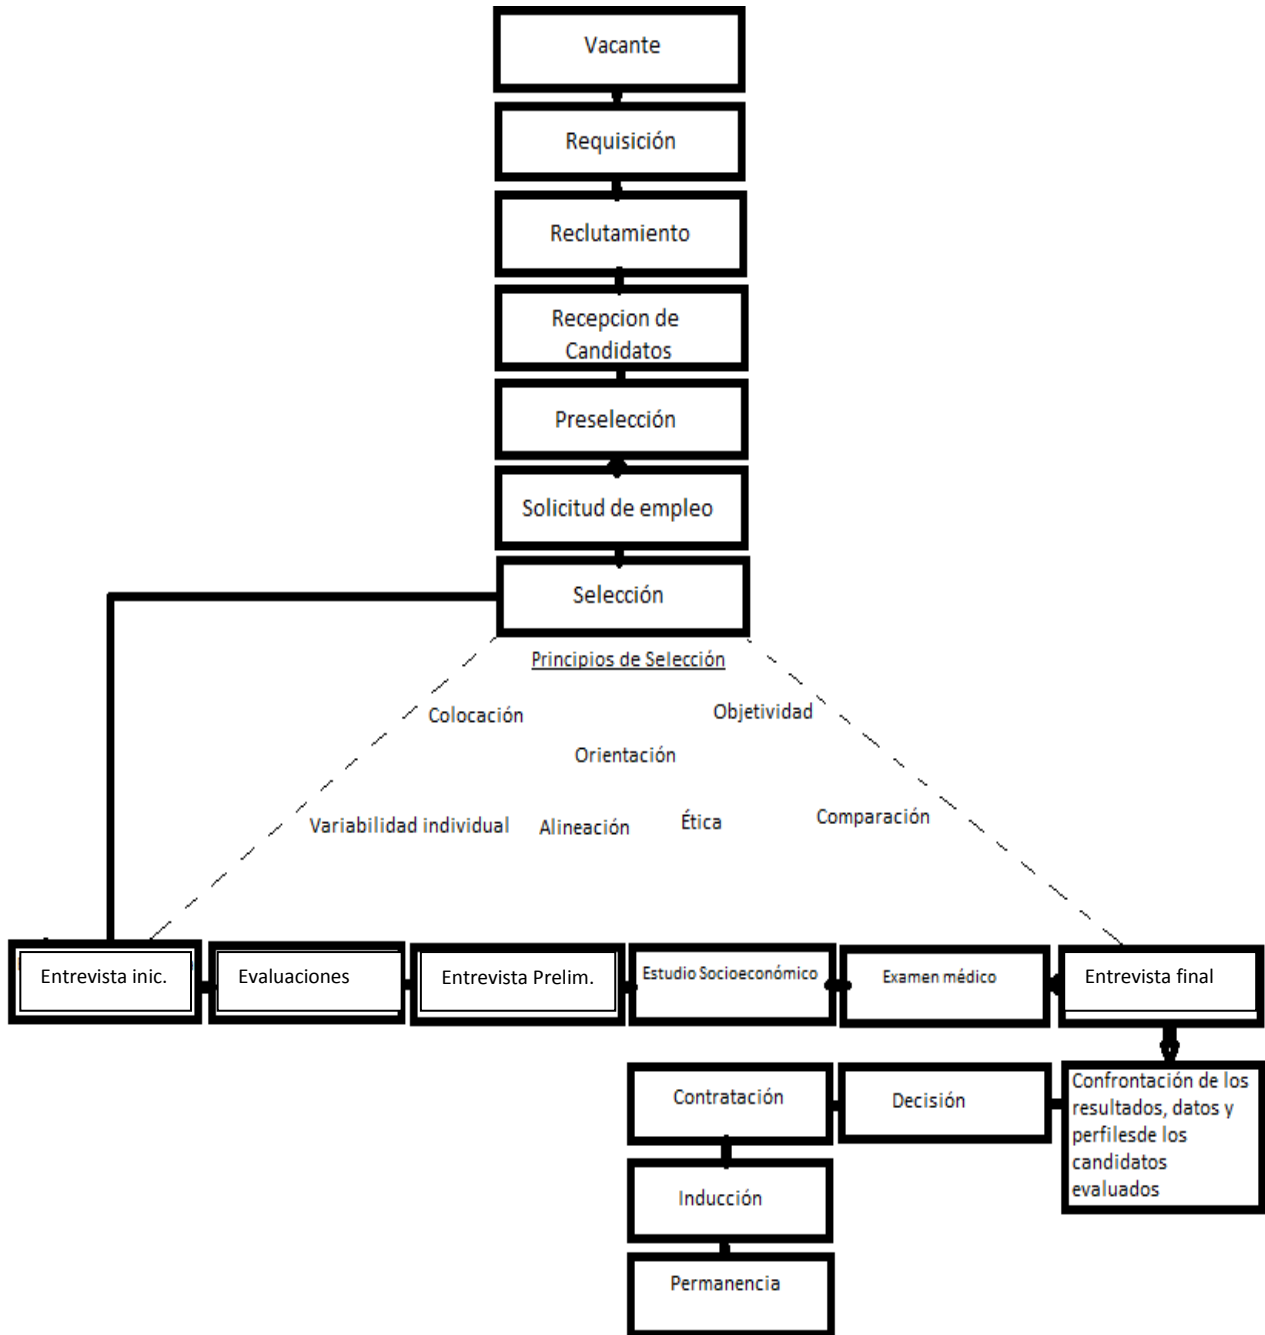 Vacante
Requisición
Reclutamiento
Recepcion de
Candidatos
Preselección
Solicitud de empleo
Selección
Principios de Selección
Colocación
Objetividad
Orientación
Variabilidad individual
Alineación
Ética
Comparación
Entrevista inic.
Evaluaciones
Entrevista Prelim.
Estudio Socioeconómico
Examen médico
Entrevista final
Contratación
Decisión
Confrontación de los
resultados, datos y
perfilesde los
candidatos
evaluados
Inducción
Permanencia